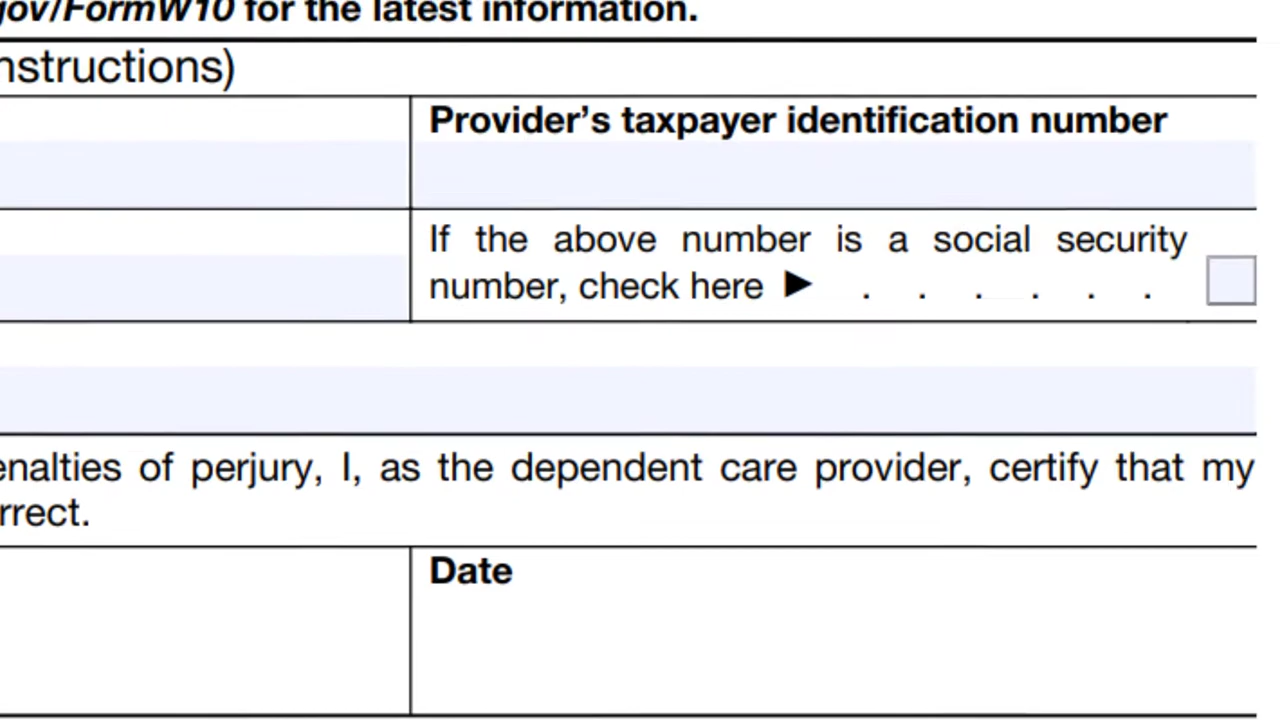 gov/FormW10 for the latest information.
nstructions)
Provider’s taxpayer identification number
If the above number is a social security
number, check here ▶ . . . . . .
enalties of perjury, I, as the dependent care provider, certify that my
rrect.
Date